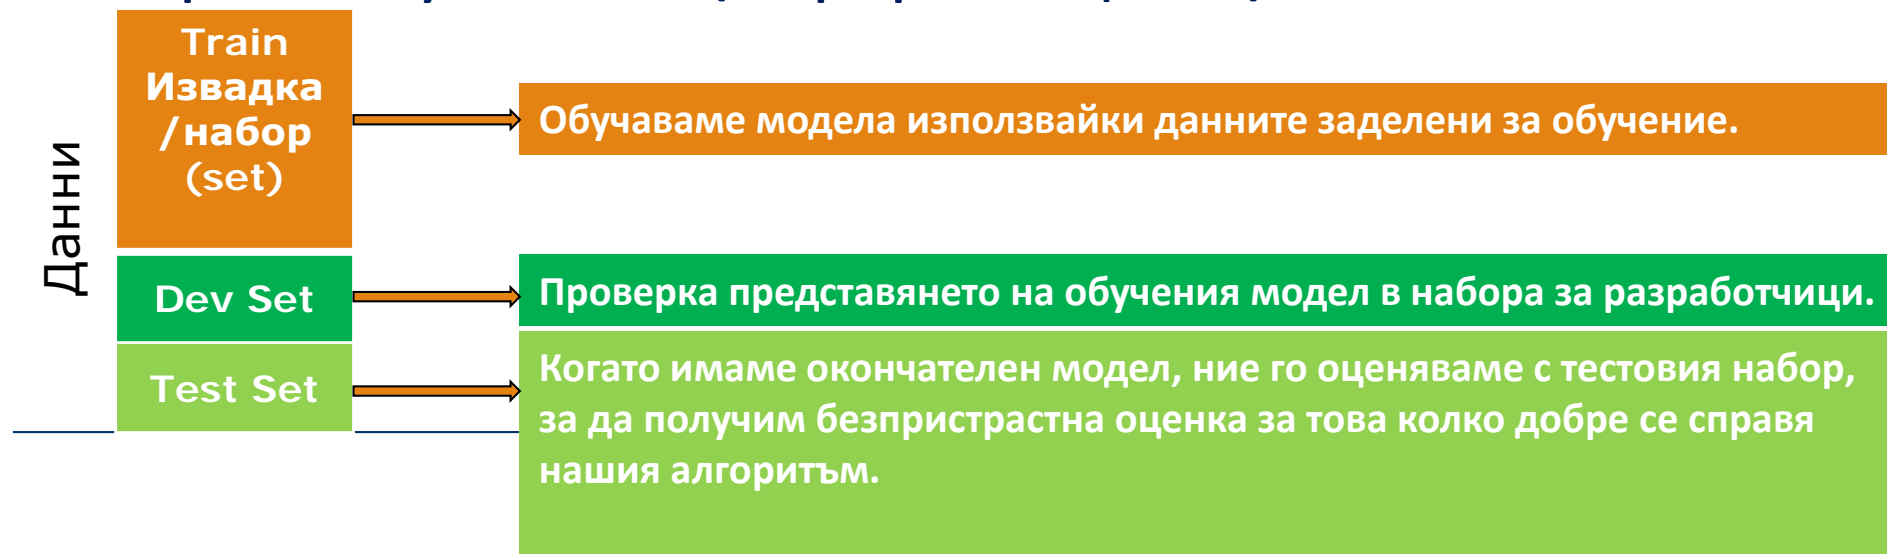 Данни
Train
Извадка
/набор
(set)
Обучаваме модела използвайки данните заделени за обучение.
Dev Set
Проверка представянето на обучения модел в набора за разработчици.
Test Set
Когато имаме окончателен модел, ние го оценяваме с тестовия набор,
за да получим безпристрастна оценка за това колко добре се справя
нашия алгоритъм.